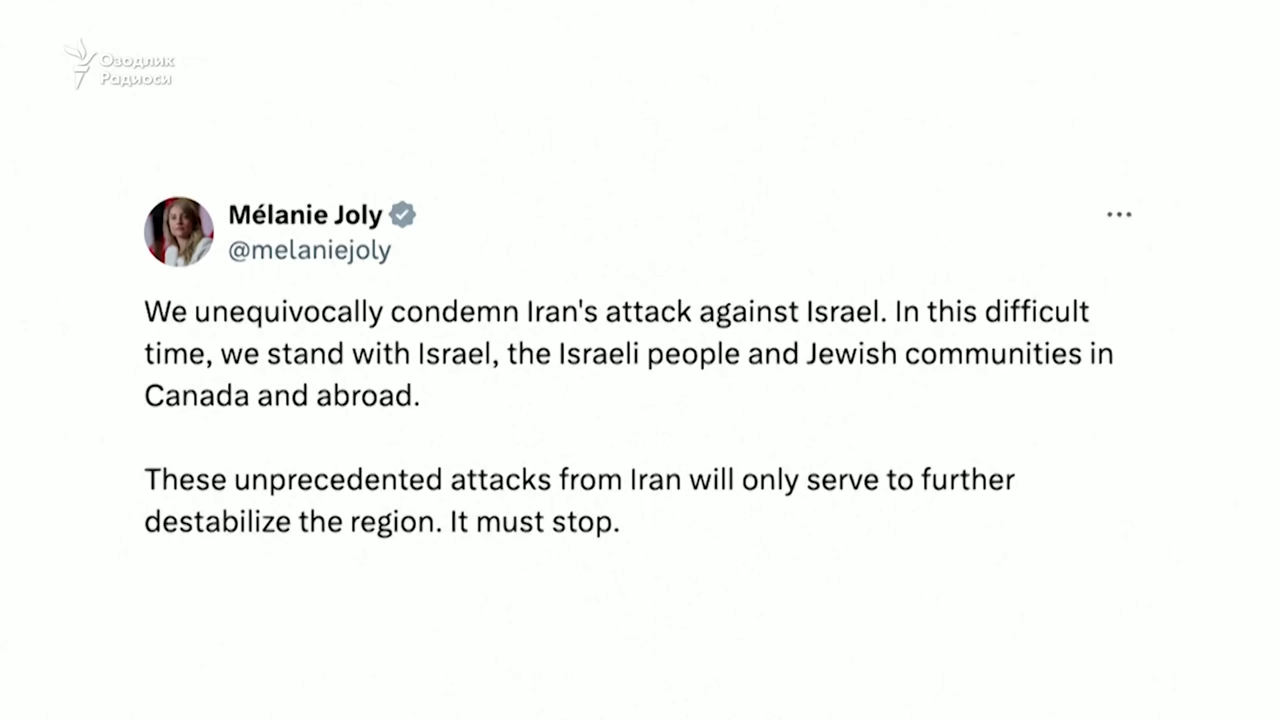 Озодлик
Радиоси
Mélanie Joly
@melaniejoly
We unequivocally condemn Iran's attack against Israel. In this difficult
time, we stand with Israel, the Israeli people and Jewish communities in
Canada and abroad.
These unprecedented attacks from Iran will only serve to further
destabilize the region. It must stop.